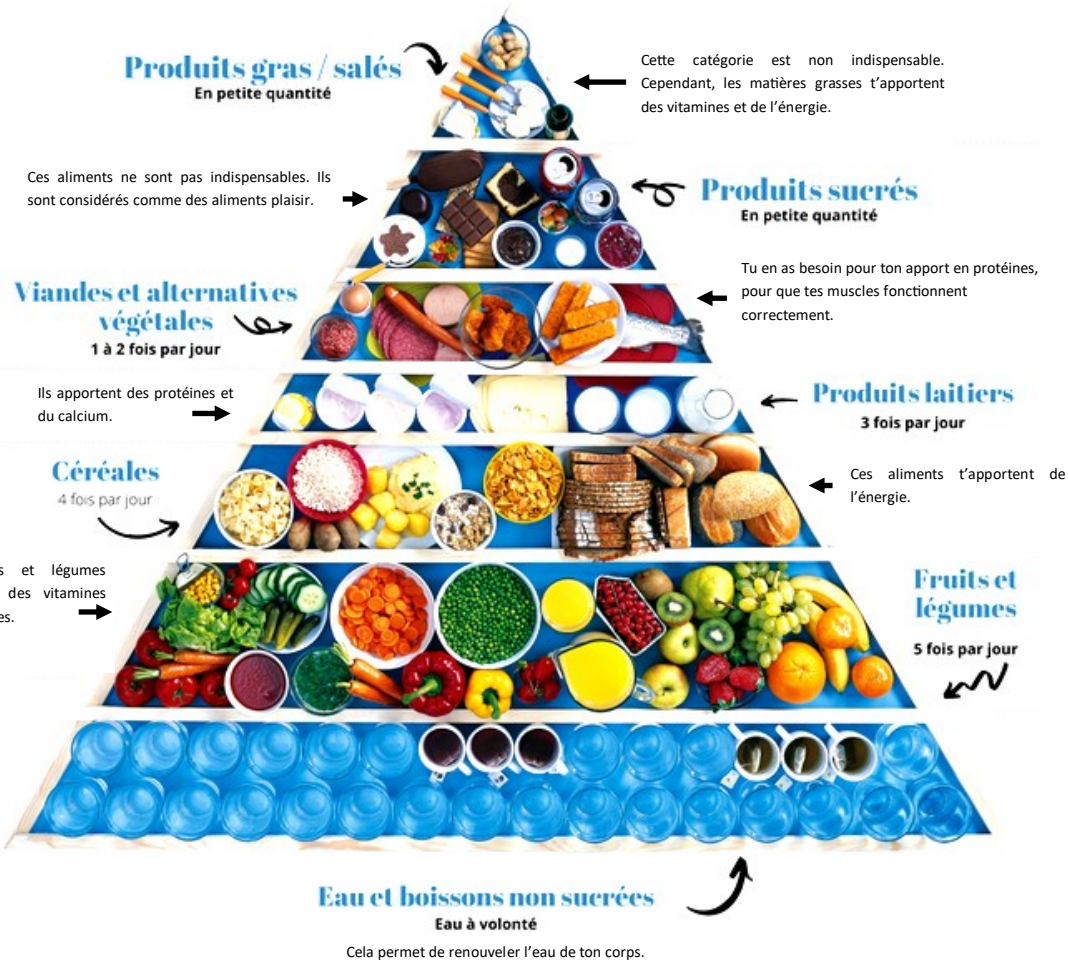 Produits gras / salés
En petite quantité
Cette catégorie est non indispensable.
Cependant, les matières grasses t’apportent
des vitamines et de l’énergie.
Ces aliments ne sont pas indispensables. Ils
sont considérés comme des aliments plaisir.
Produits sucrés
En petite quantité
Tu en as besoin pour ton apport en protéines,
pour que tes muscles fonctionnent
correctement.
Viandes et alternatives
végétales
1 à 2 fois par jour
Ils apportent des protéines et
du calcium.
Produits laitiers
3 fois par jour
Céréales
4 fois par jour
Ces aliments t’apportent de
l’énergie.
et légumes
des vitamines
Fruits et
légumes
5 fois par jour
Eau et boissons non sucrées
Eau à volonté
Cela permet de renouveler l’eau de ton corps.